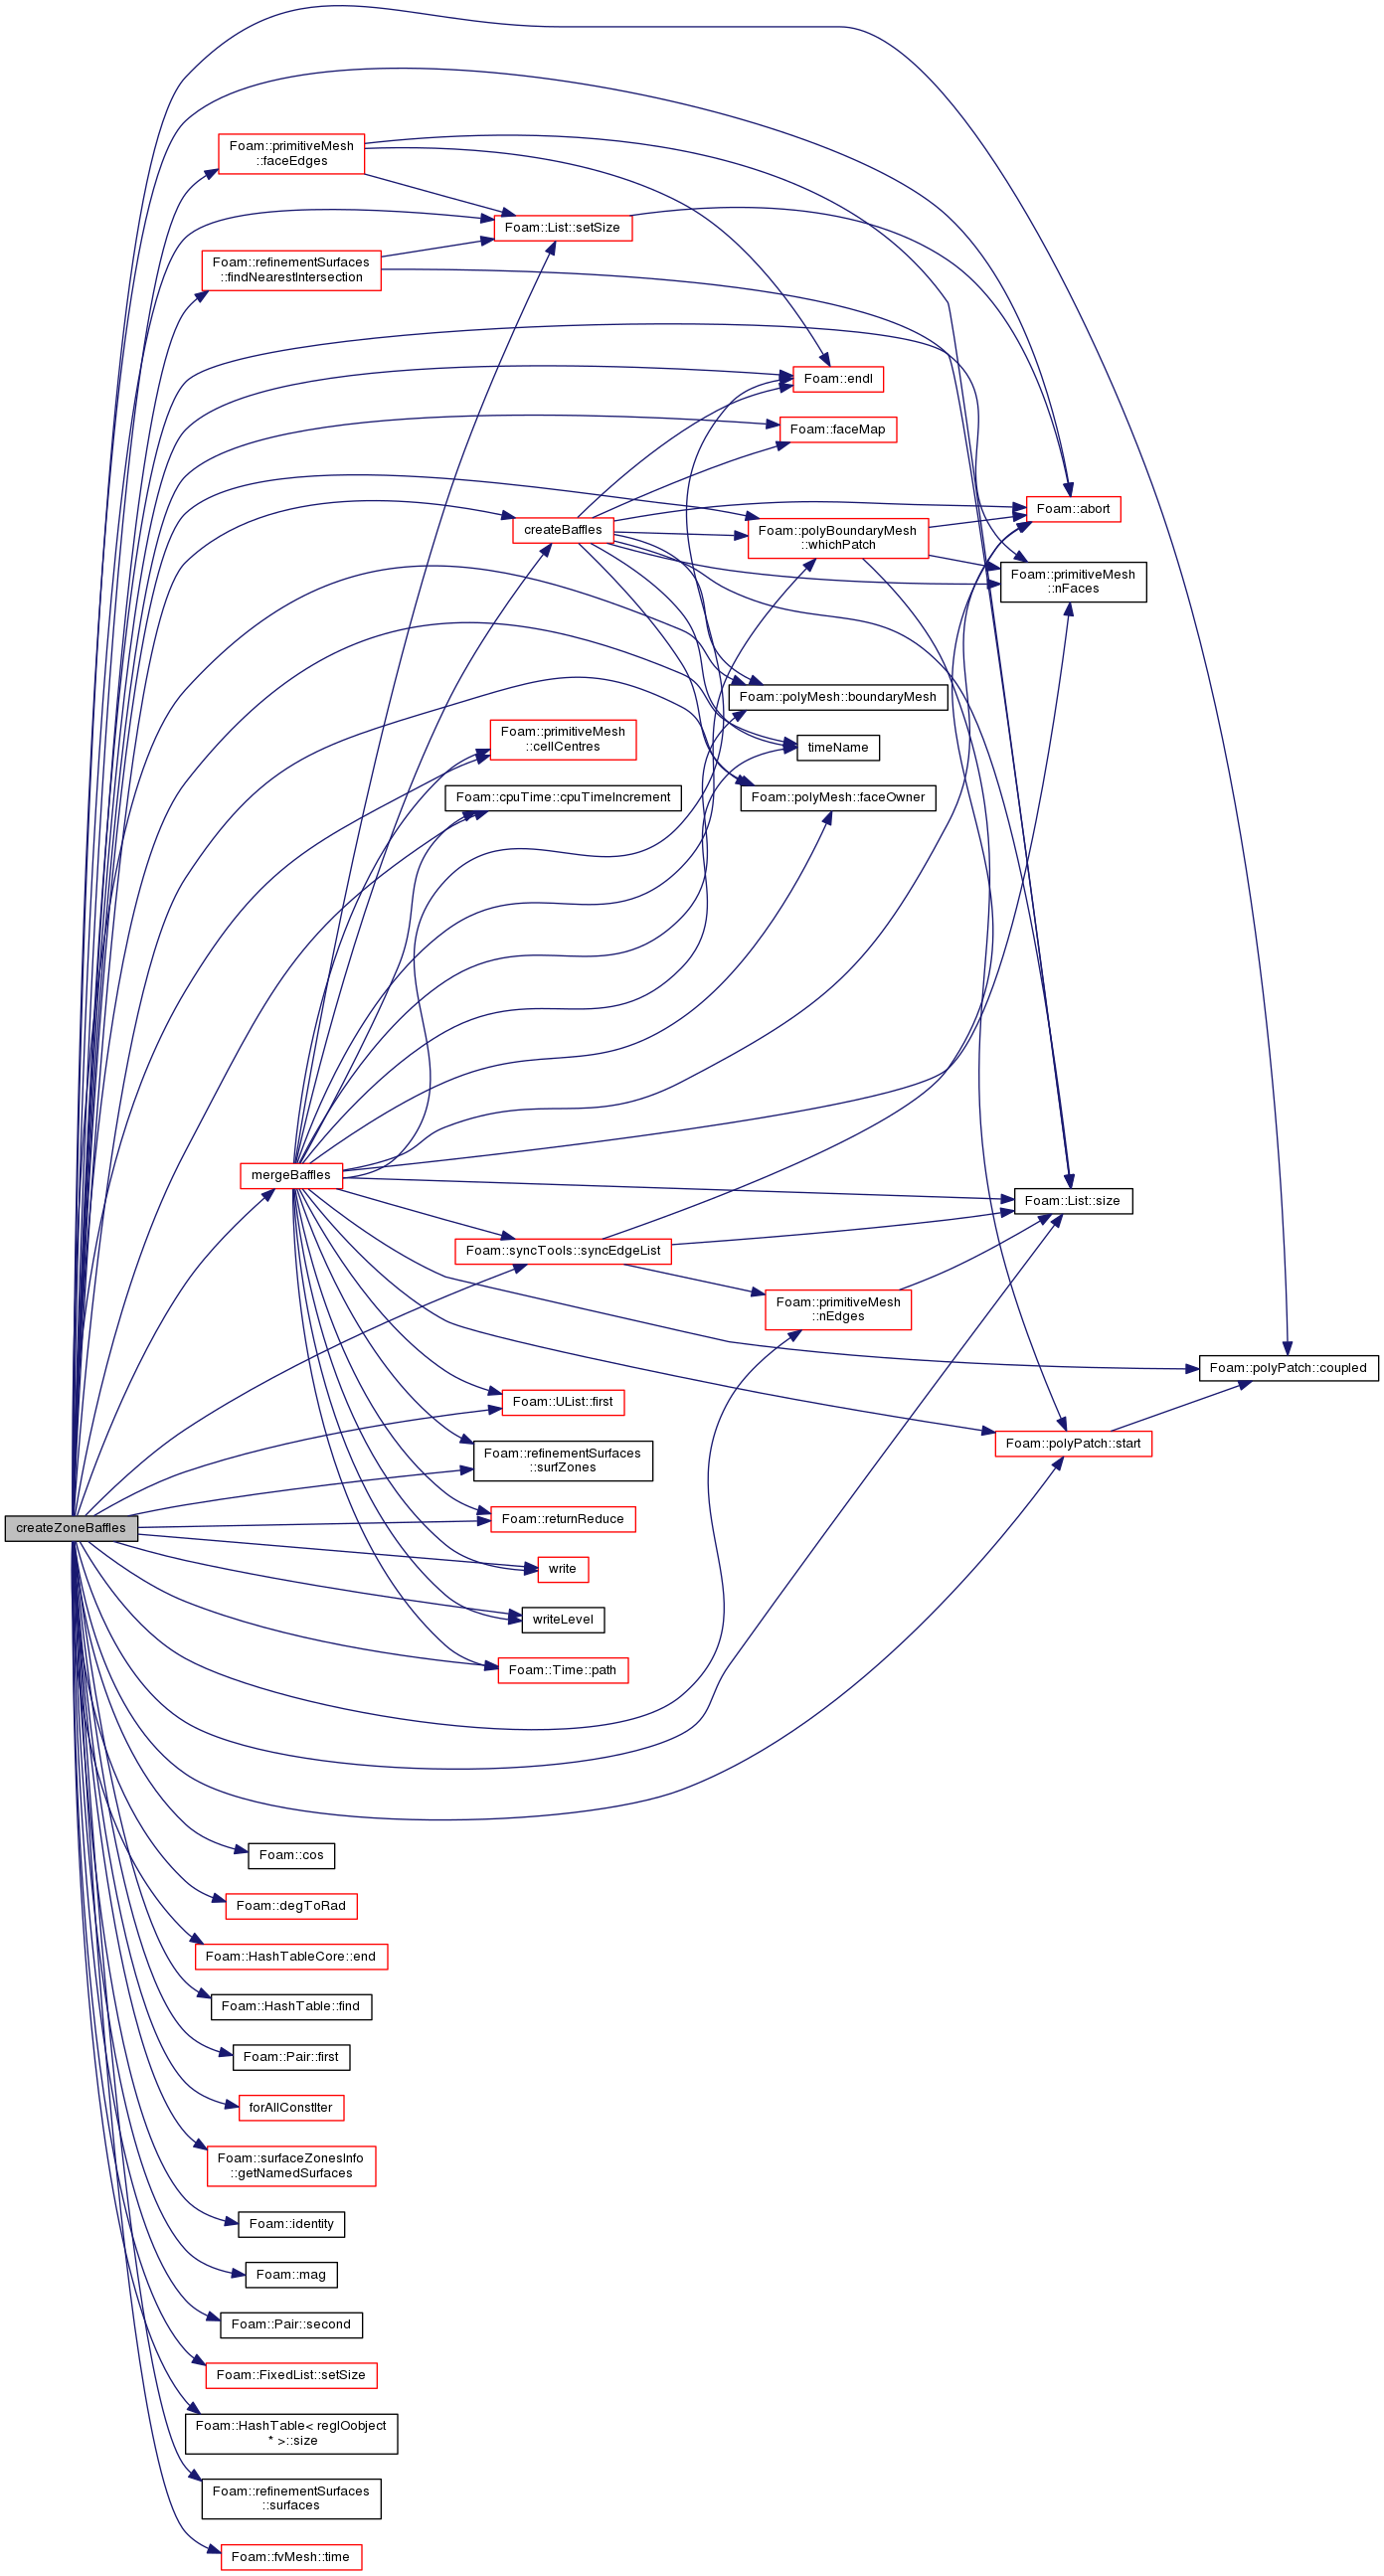 Foam::primitiveMesh
::faceEdges
Foam::List::setSize
Foam::refinementSurfaces
::findNearestIntersection
Foam::endl
Foam::faceMap
Foam::abort
createBaffles
Foam::polyBoundaryMesh
::whichPatch
Foam::primitiveMesh
::nFaces
Foam::polyMesh::boundaryMesh
Foam::primitiveMesh
::cellCentres
timeName
Foam::cpuTime::cpuTimeIncrement
Foam::polyMesh::faceOwner
mergeBaffles
Foam::List::size
Foam::syncTools::syncEdgeList
Foam::primitiveMesh
::nEdges
Foam::polyPatch::coupled
Foam::UList::first
Foam::polyPatch::start
Foam::refinementSurfaces
::surfZones
createZoneBaffles
Foam::returnReduce
write
writeLevel
Foam::Time::path
Foam::cos
Foam::degToRad
Foam::HashTableCore::end
Foam::HashTable::find
Foam::Pair::first
forAllConstIter
Foam::surfaceZonesInfo
::getNamedSurfaces
Foam::identity
Foam::mag
Foam::Pair::second
Foam::FixedList::setSize
Foam::HashTable< regIOobject
* >::size
Foam::refinementSurfaces
::surfaces
Foam::fvMesh::time